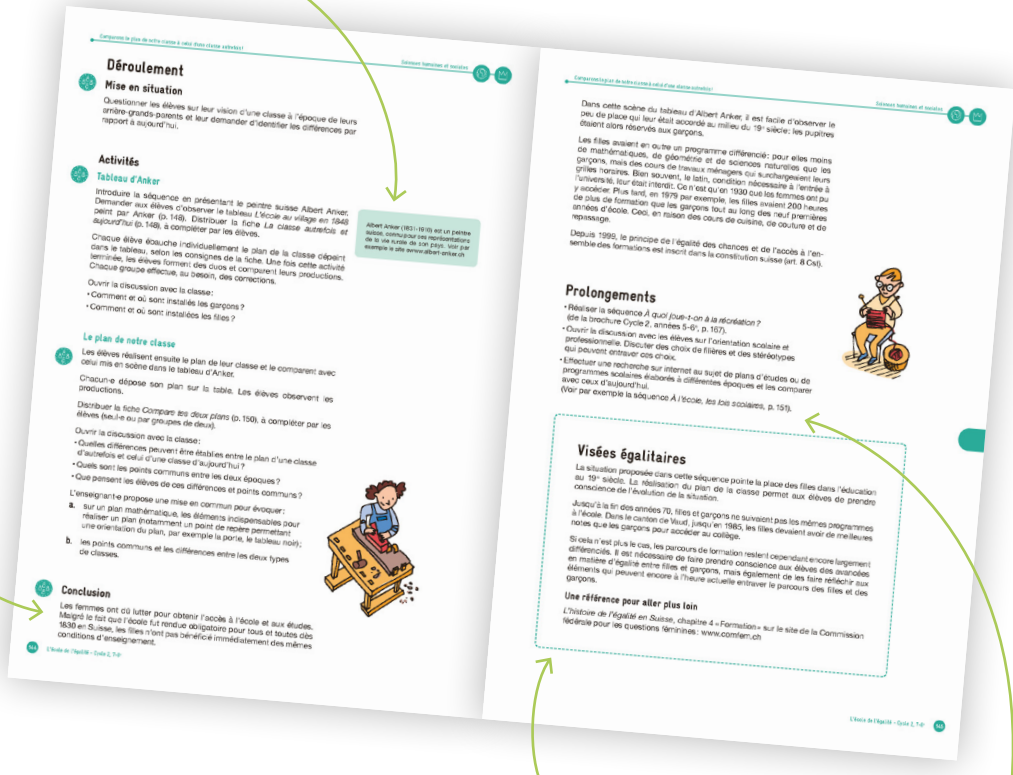 Comparons le plan de notre classe à celui d'une classe autrefois!
Sciences humaines et sociales
Déroulement
Mise en situation
Questionner les élèves sur leur vision d'une classe à l'époque de leurs
arrière-grands-parents et leur demander d'identifier les différences par
rapport à aujourd'hui.
Activités
Tableau d'Anker
Introduire la séquence en présentant le peintre suisse Albert Anker.
Demander aux élèves d'observer le tableau L'école au village en 1848
peint par Anker (p. 148). Distribuer la fiche La classe autrefois et
aujourd'hui (p. 148), à compléter par les élèves.
Chaque élève ébauche individuellement le plan de la classe dépeint
dans le tableau, selon les consignes de la fiche. Une fois cette activité
terminée, les élèves forment des duos et comparent leurs productions.
Chaque groupe effectue, au besoin, des corrections.
Ouvrir la discussion avec la classe:
• Comment et où sont installés les garçons?
• Comment et où sont installées les filles?
Albert Anker (1831-1910) est un peintre
suisse, connu pour ces représentations
de la vie rurale de son pays. Voir par
exemple le site www.albert-anker.ch
Le plan de notre classe
Les élèves réalisent ensuite le plan de leur classe et le comparent avec
celui mis en scène dans le tableau d'Anker.
Chacun·e dépose son plan sur la table. Les élèves observent les
productions.
Distribuer la fiche Compare les deux plans (p. 150), à compléter par les
élèves (seul·e ou par groupes de deux).
Ouvrir la discussion avec la classe:
• Quelles différences peuvent être établies entre le plan d'une classe
d'autrefois et celui d'une classe d'aujourd'hui?
• Quels sont les points communs entre les deux époques?
• Que pensent les élèves de ces différences et points communs?
L'enseignant·e propose une mise en commun pour évoquer:
a. sur un plan mathématique, les éléments indispensables pour
réaliser un plan (notamment un point de repère permettant
une orientation du plan, par exemple la porte, le tableau noir);
b. les points communs et les différences entre les deux types
de classes.
Conclusion
Les femmes ont dû lutter pour obtenir l'accès à l'école et aux études.
Malgré le fait que l'école fut rendue obligatoire pour tous et toutes dès
1830 en Suisse, les filles n'ont pas bénéficié immédiatement des mêmes
conditions d'enseignement.
144 L'école de l'égalité – Cycle 2, 7-8e
Comparons le plan de notre classe à celui d'une classe autrefois!
Sciences humaines et sociales
Dans cette scène du tableau d'Albert Anker, il est facile d'observer le
peu de place qui leur était accordé au milieu du 19e siècle: les pupitres
étaient alors réservés aux garçons.
Les filles avaient en outre un programme différencié: pour elles moins
de mathématiques, de géométrie et de sciences naturelles que les
garçons, mais des cours de travaux ménagers qui surchargeaient leurs
grilles horaires. Bien souvent, le latin, condition nécessaire à l'entrée à
l'université, leur était interdit. Ce n'est qu'en 1930 que les femmes ont pu
y accéder. Plus tard, en 1979 par exemple, les filles avaient 200 heures
de plus de formation que les garçons tout au long des neuf premières
années d'école. Ceci, en raison des cours de cuisine, de couture et de
repassage.
Depuis 1999, le principe de l'égalité des chances et de l'accès à l'en-
semble des formations est inscrit dans la constitution suisse (art. 8 Cst).
Prolongements
• Réaliser la séquence À quoi joue-t-on à la récréation?
(de la brochure Cycle 2, années 5-6e, p. 167).
• Ouvrir la discussion avec les élèves sur l'orientation scolaire et
professionnelle. Discuter des choix de filières et des stéréotypes
qui peuvent entraver ces choix.
• Effectuer une recherche sur internet au sujet de plans d'études ou de
programmes scolaires élaborés à différentes époques et les comparer
avec ceux d'aujourd'hui.
(Voir par exemple la séquence À l'école, les lois scolaires, p. 151).
Visées égalitaires
La situation proposée dans cette séquence pointe la place des filles dans l'éducation
au 19e siècle. La réalisation du plan de la classe permet aux élèves de prendre
conscience de l'évolution de la situation.
Jusqu'à la fin des années 70, filles et garçons ne suivaient pas les mêmes programmes
à l'école. Dans le canton de Vaud, jusqu'en 1985, les filles devaient avoir de meilleures
notes que les garçons pour accéder au collège.
Si cela n'est plus le cas, les parcours de formation restent cependant encore largement
différenciés. Il est nécessaire de faire prendre conscience aux élèves des avancées
en matière d'égalité entre filles et garçons, mais également de les faire réfléchir aux
éléments qui peuvent encore à l'heure actuelle entraver le parcours des filles et des
garçons.
Une référence pour aller plus loin
L'histoire de l'égalité en Suisse, chapitre 4 «Formation» sur le site de la Commission
fédérale pour les questions féminines: www.comfem.ch
L'école de l'égalité – Cycle 2, 7-8e 145